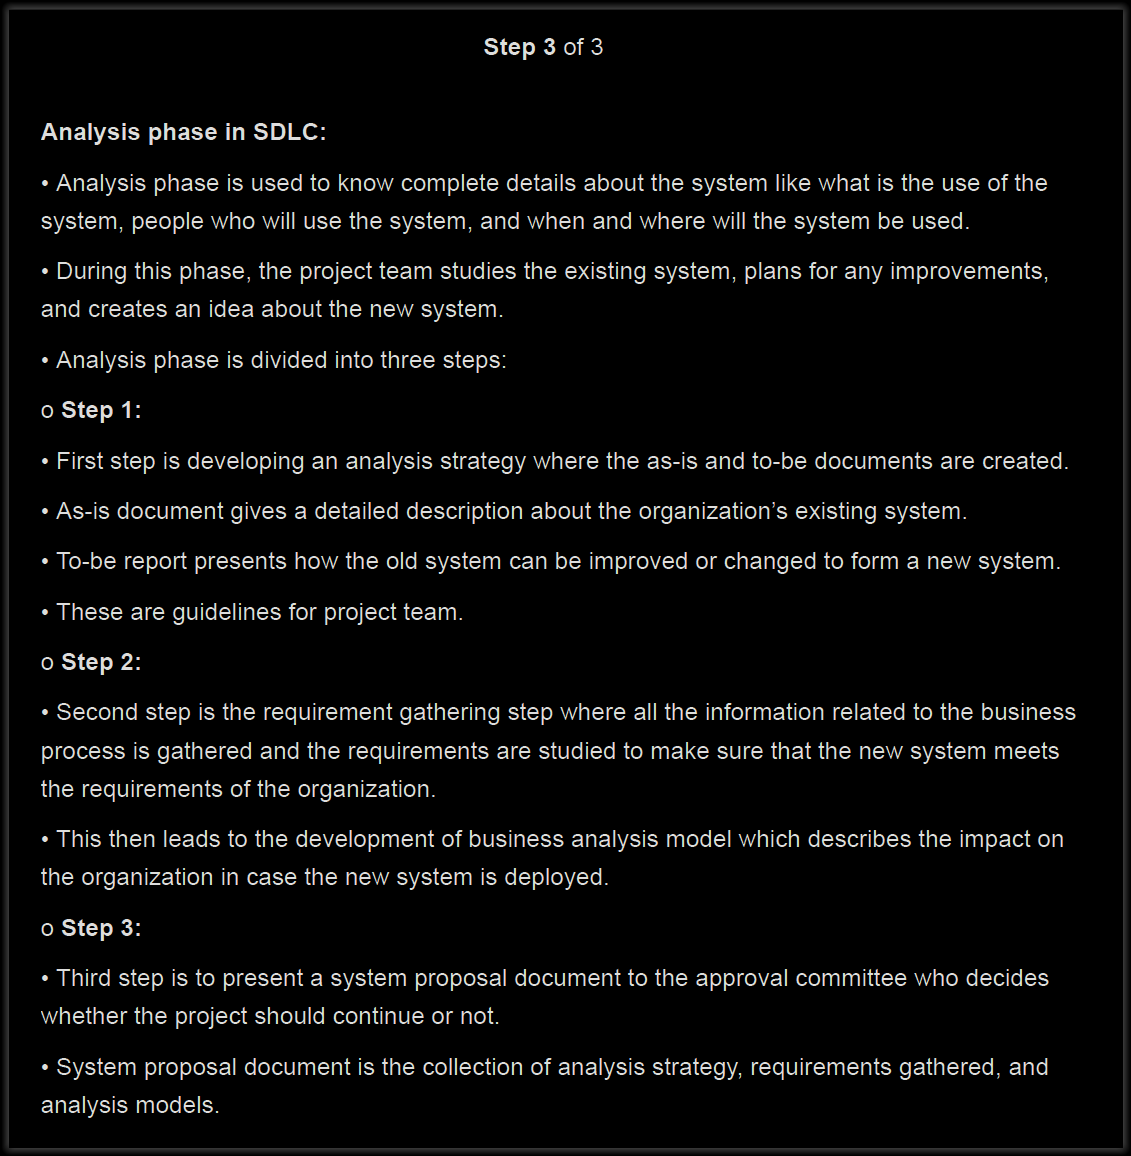 Step 3 of 3
Analysis phase in SDLC:
• Analysis phase is used to know complete details about the system like what is the use of the
system, people who will use the system, and when and where will the system be used.
• During this phase, the project team studies the existing system, plans for any improvements,
and creates an idea about the new system.
• Analysis phase is divided into three steps:
o Step 1:
• First step is developing an analysis strategy where the as-is and to-be documents are created.
• As-is document gives a detailed description about the organization’s existing system.
• To-be report presents how the old system can be improved or changed to form a new system.
• These are guidelines for project team.
o Step 2:
• Second step is the requirement gathering step where all the information related to the business
process is gathered and the requirements are studied to make sure that the new system meets
the requirements of the organization.
• This then leads to the development of business analysis model which describes the impact on
the organization in case the new system is deployed.
o Step 3:
• Third step is to present a system proposal document to the approval committee who decides
whether the project should continue or not.
• System proposal document is the collection of analysis strategy, requirements gathered, and
analysis models.